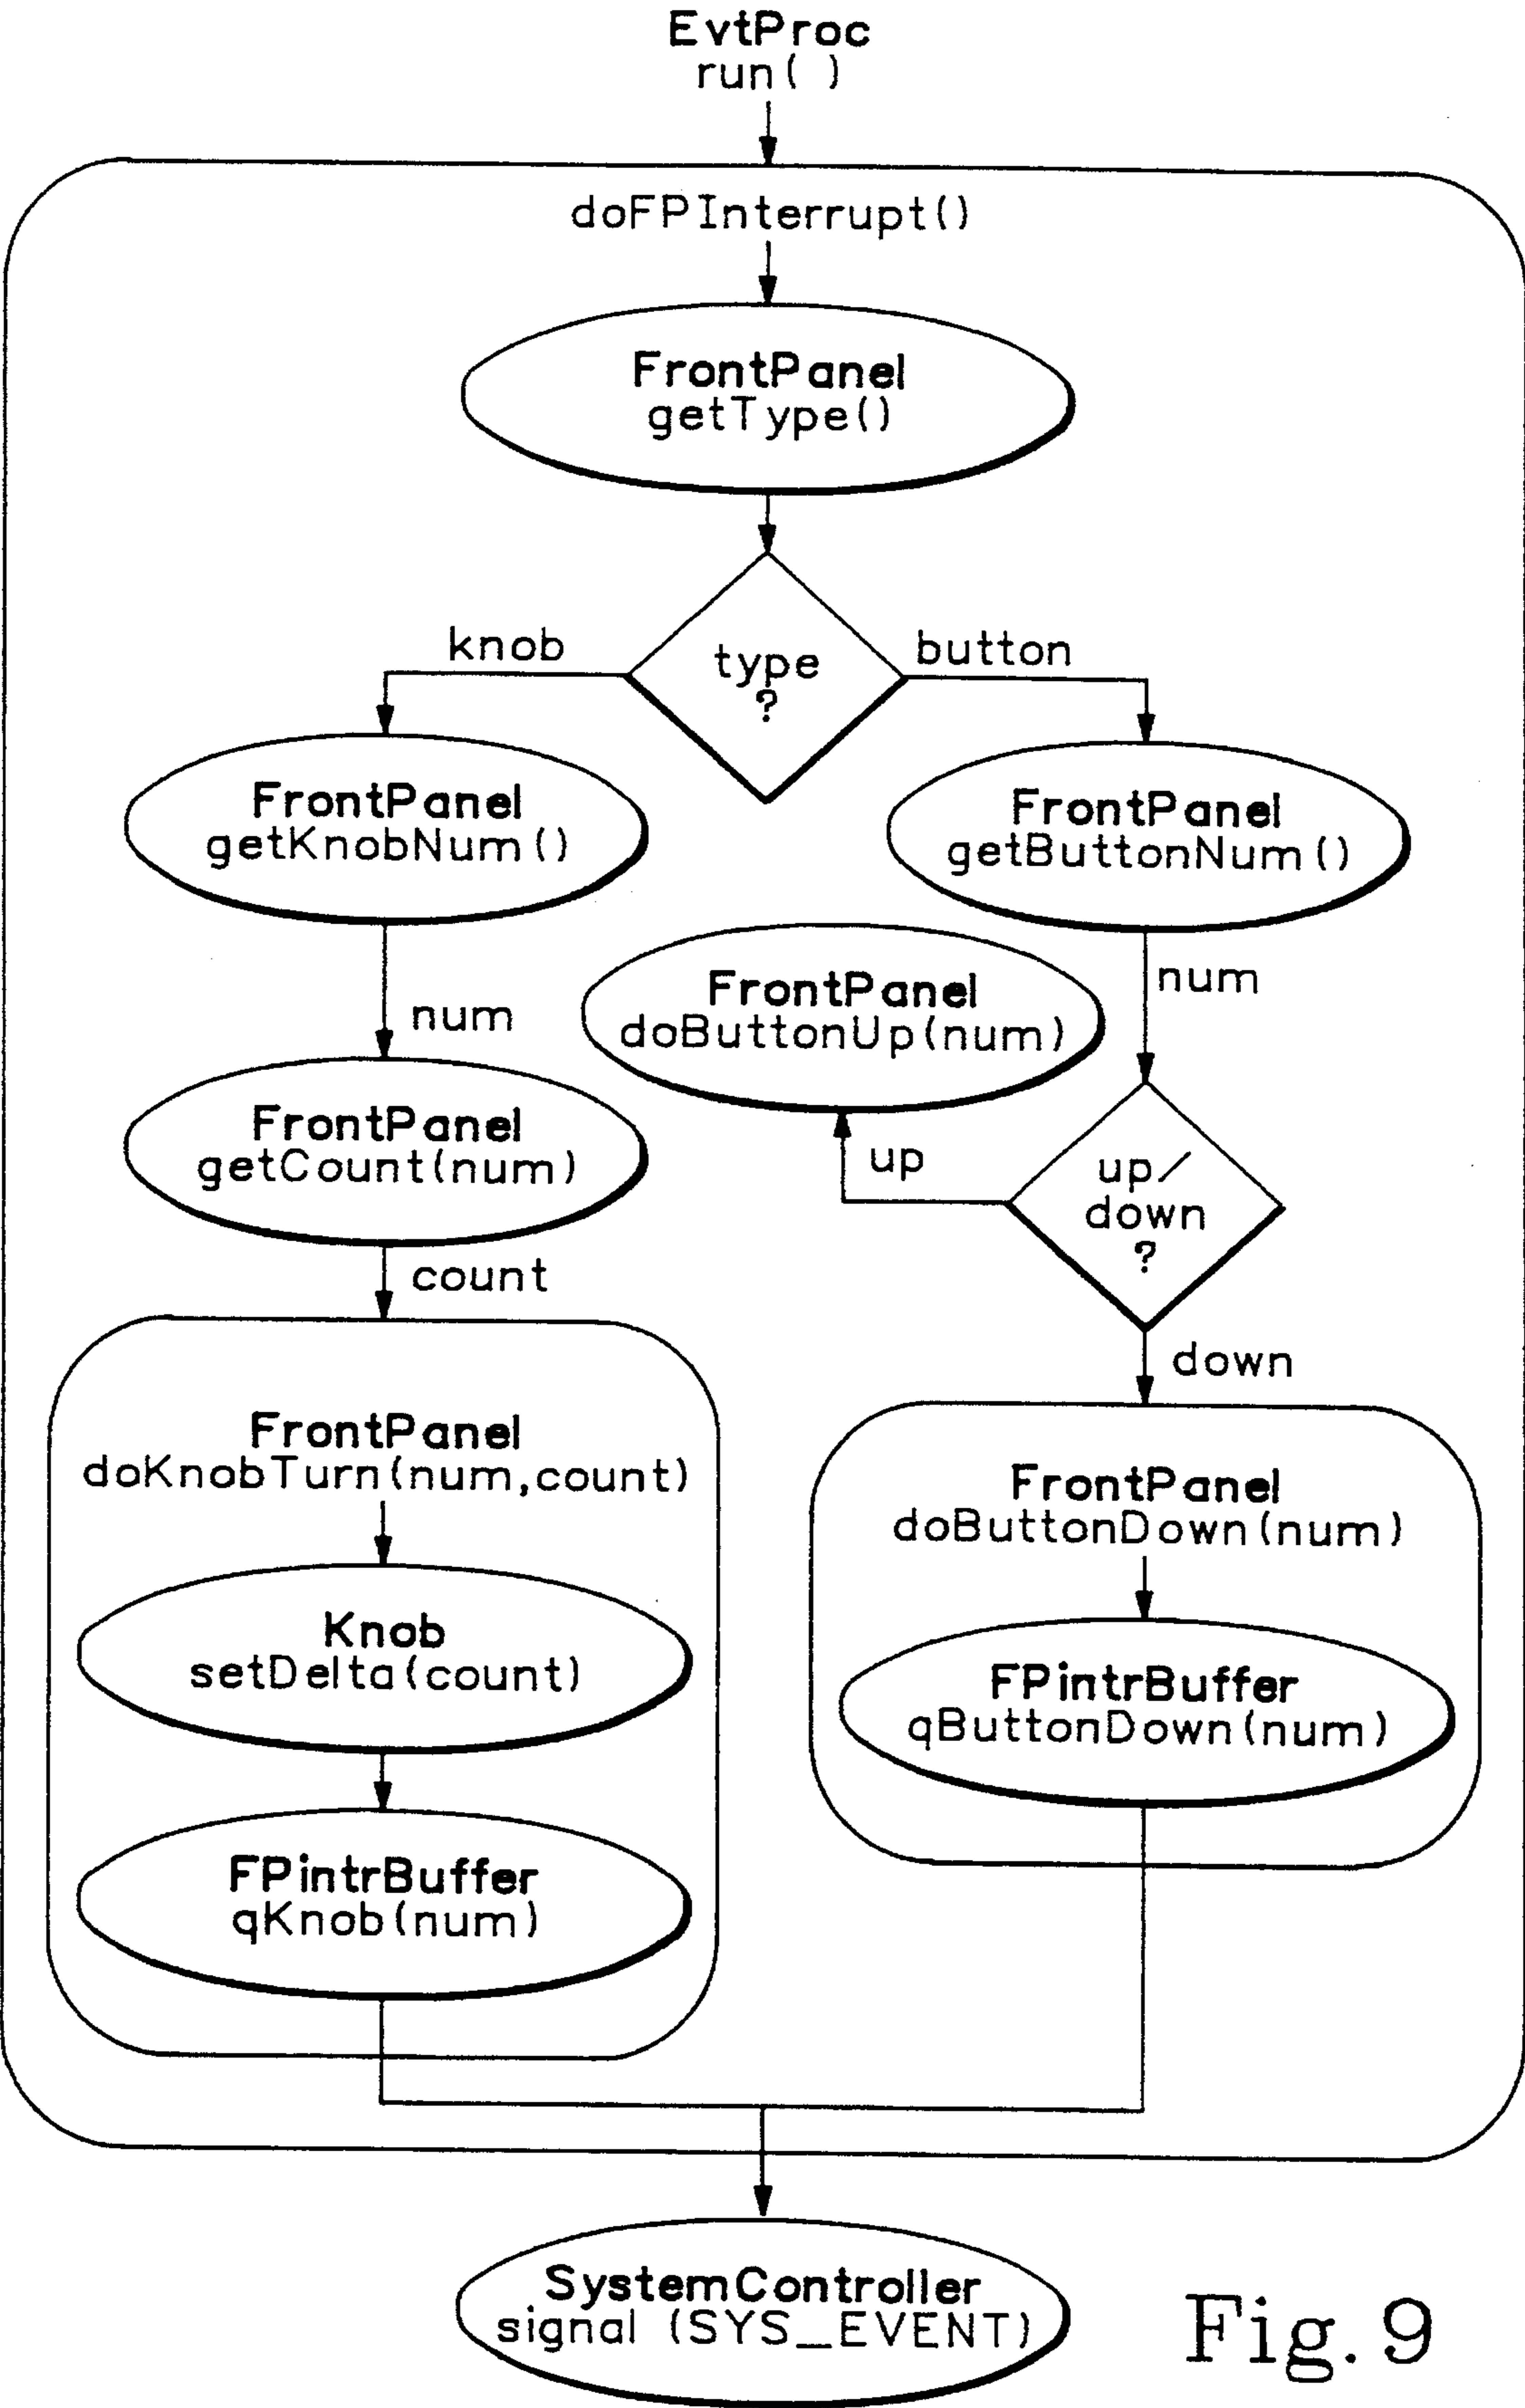 EvtProc
run( )
doFPInterrupt()
FrontPanel
getType()
knob
type
?
button
FrontPanel
getKnobNum()
FrontPanel
getButtonNum()
num
FrontPanel
doButtonUp(num)
num
FrontPanel
getCount(num)
up
up/
down
?
count
down
FrontPanel
doKnobTurn(num,count)
Knob
setDelta(count)
FPintrBuffer
qKnob(num)
FrontPanel
doButtonDown(num)
FPintrBuffer
qButtonDown(num)
SystemController
signal (SYS_EVENT)
Fig. 9